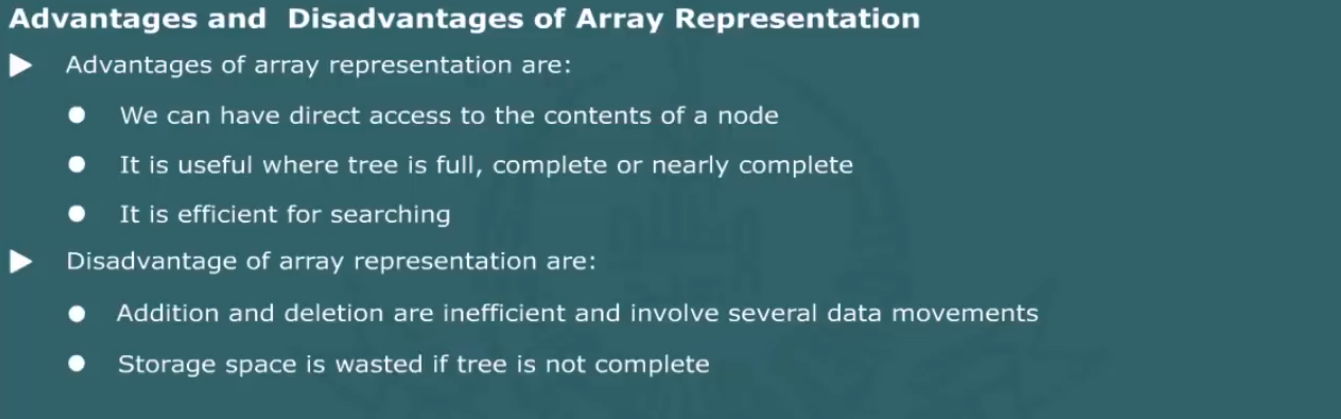 Advantages and Disadvantages of Array Representation
Advantages of array representation are:
We can have direct access to the contents of a node
It is useful where tree is full, complete or nearly complete
It is efficient for searching
Disadvantage of array representation are:
Addition and deletion are inefficient and involve several data movements
Storage space is wasted if tree is not complete